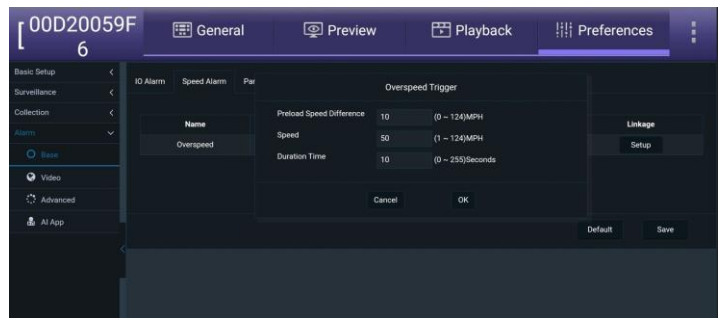 [ 00D20059F
6
General
Preview
Playback
Preferences
Basic Setup
Surveillance
Collection
Alarm
Base
Video
Advanced
AI App
IO Alarm Speed Alarm Par
Name Linkage
Overspeed Setup
Overspeed Trigger
Preload Speed Difference 10 (0 ~ 124)MPH
Speed 50 (1 ~ 124)MPH
Duration Time 10 (0 ~ 255)Seconds
Cancel OK
Default Save